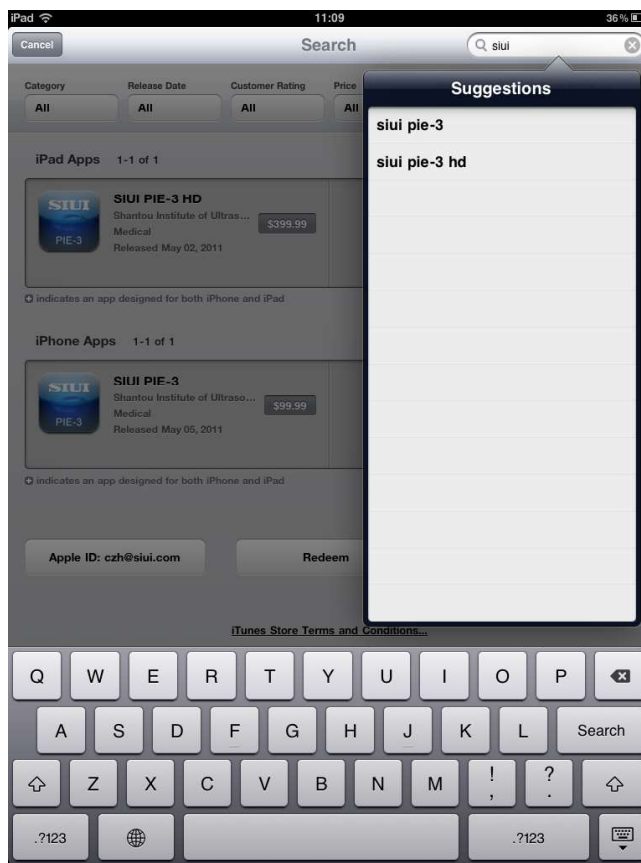 iPad 11:09 36%
Cancel Search siui
Category Release Date Customer Rating Price
All All All All
Suggestions
siui pie-3
siui pie-3 hd
iPad Apps 1-1 of 1
SIUI
PIE-3
SIUI PIE-3 HD
Shantou Institute of Ultras...
Medical
Released May 02, 2011
$399.99
indicates an app designed for both iPhone and iPad
iPhone Apps 1-1 of 1
SIUI
PIE-3
SIUI PIE-3
Shantou Institute of Ultraso...
Medical
Released May 05, 2011
$99.99
indicates an app designed for both iPhone and iPad
Apple ID: czh@siui.com Redeem
iTunes Store Terms and Conditions...
Q W E R T Y U I O P
A S D F G H J K L Search
Z X C V B N M ! , ? .
.?123 .?123